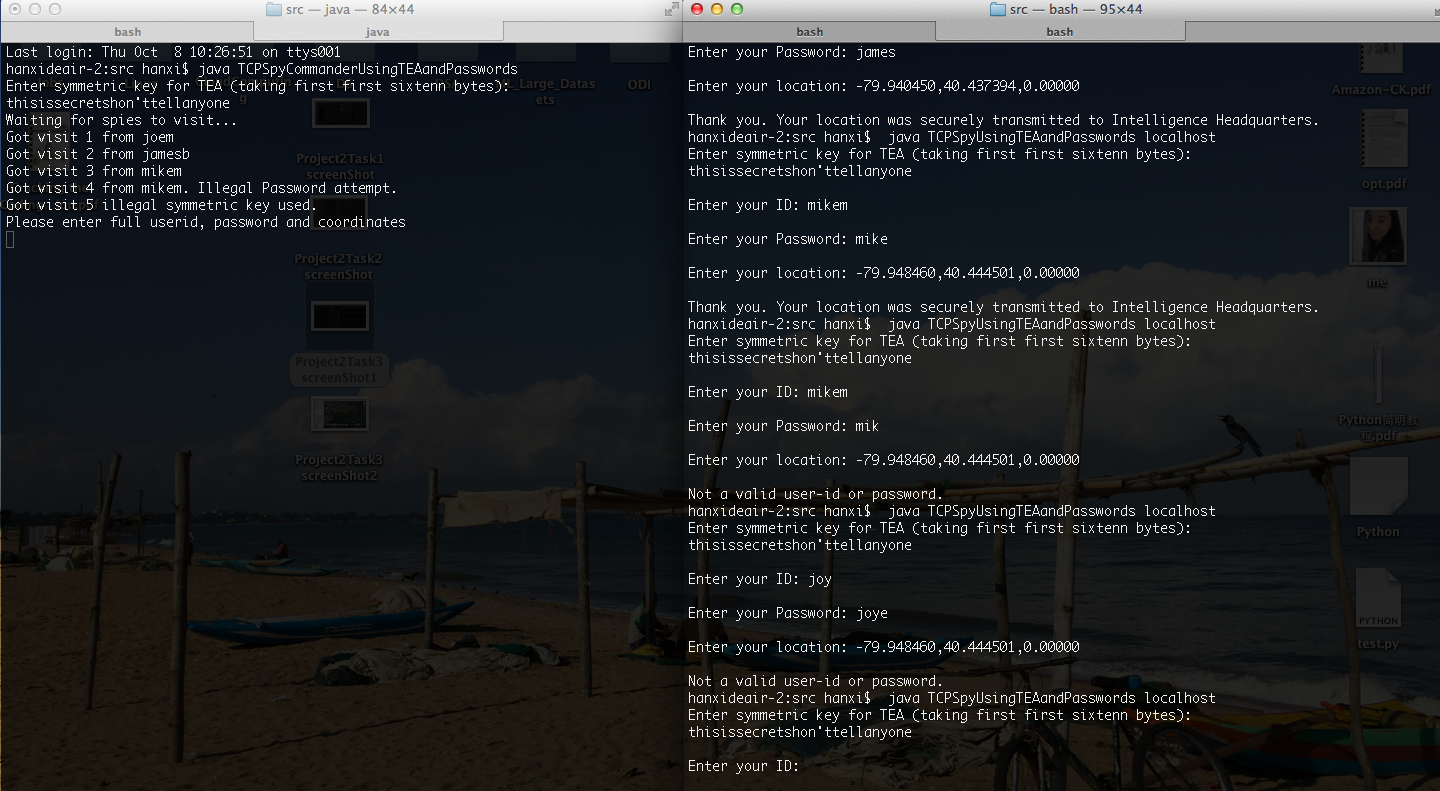 src — java — 84×44
bash
java
Last login: Thu Oct  8 10:26:51 on ttys001
hanxideair-2:src hanxi$ java TCPSpyCommanderUsingTEAandPasswords
Enter symmetric key for TEA (taking first first sixtenn bytes):
thisissecretshon'ttellanyone
Waiting for spies to visit...
Got visit 1 from joem
Got visit 2 from jamesb
Got visit 3 from mikem
Got visit 4 from mikem. Illegal Password attempt.
Got visit 5 illegal symmetric key used.
Please enter full userid, password and coordinates
_Large_Datas
ets
ODI
Project2Task1
screenShot
Project2Task2
screenShot
Project2Task3
screenShot1
Project2Task3
screenShot2
src — bash — 95×44
bash
bash
Enter your Password: james
Enter your location: -79.940450,40.437394,0.00000
Thank you. Your location was securely transmitted to Intelligence Headquarters.
hanxideair-2:src hanxi$  java TCPSpyUsingTEAandPasswords localhost
Enter symmetric key for TEA (taking first first sixtenn bytes):
thisissecretshon'ttellanyone
Enter your ID: mikem
Enter your Password: mike
Enter your location: -79.948460,40.444501,0.00000
Thank you. Your location was securely transmitted to Intelligence Headquarters.
hanxideair-2:src hanxi$  java TCPSpyUsingTEAandPasswords localhost
Enter symmetric key for TEA (taking first first sixtenn bytes):
thisissecretshon'ttellanyone
Enter your ID: mikem
Enter your Password: mik
Enter your location: -79.948460,40.444501,0.00000
Not a valid user-id or password.
hanxideair-2:src hanxi$  java TCPSpyUsingTEAandPasswords localhost
Enter symmetric key for TEA (taking first first sixtenn bytes):
thisissecretshon'ttellanyone
Enter your ID: joy
Enter your Password: joye
Enter your location: -79.948460,40.444501,0.00000
Not a valid user-id or password.
hanxideair-2:src hanxi$  java TCPSpyUsingTEAandPasswords localhost
Enter symmetric key for TEA (taking first first sixtenn bytes):
thisissecretshon'ttellanyone
Enter your ID:
Amazon-CK.pdf
opt.pdf
me
Python简明教
程.pdf
Python
PYTHON
test.py